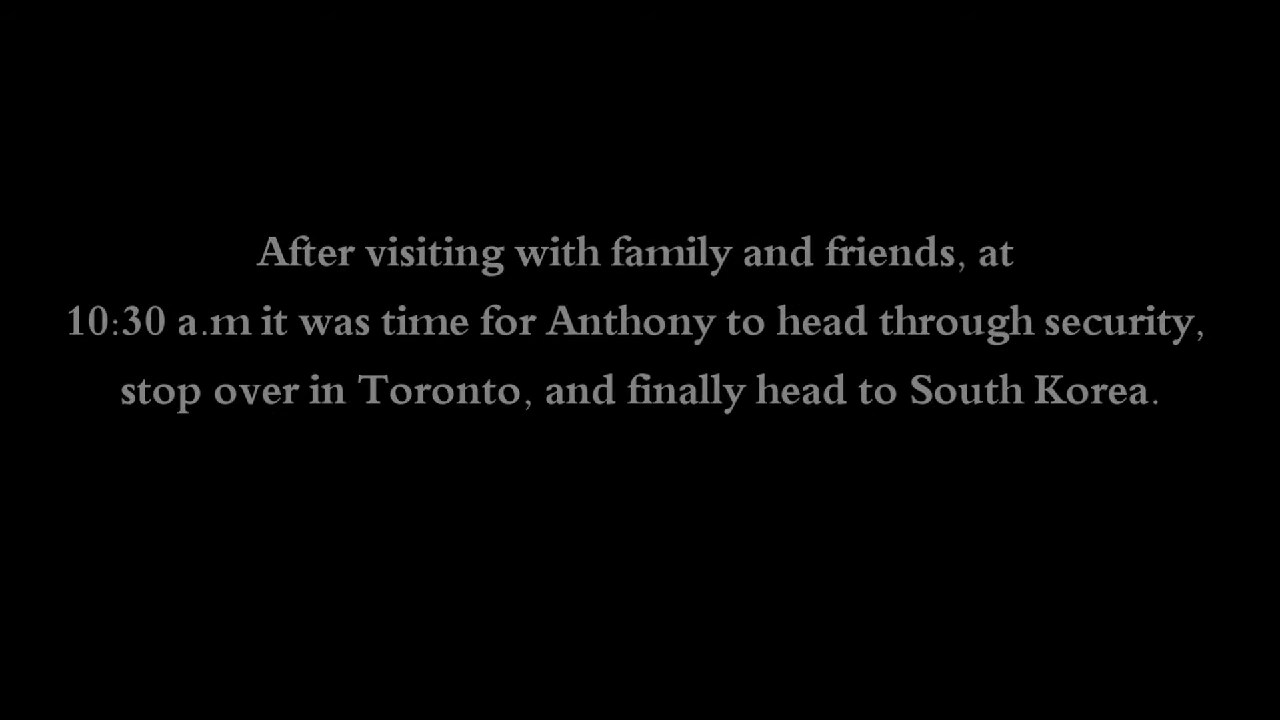 After visiting with family and friends, at
10:30 a.m it was time for Anthony to head through security,
stop over in Toronto, and finally head to South Korea.